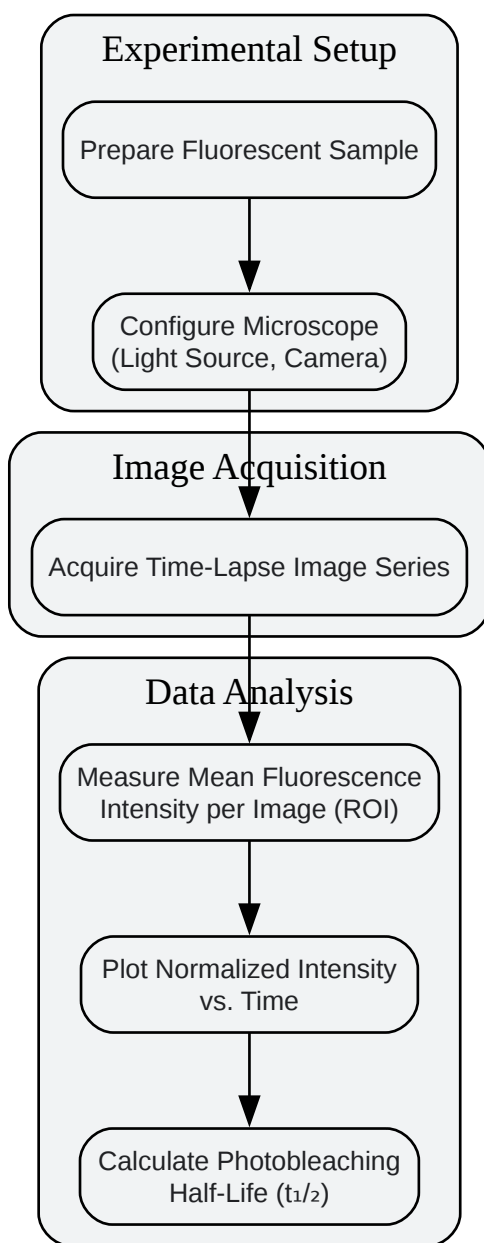 Experimental Setup
Prepare Fluorescent Sample
Configure Microscope
(Light Source, Camera)
Image Acquisition
Acquire Time-Lapse Image Series
Data Analysis
Measure Mean Fluorescence
Intensity per Image (ROI)
Plot Normalized Intensity
vs. Time
Calculate Photobleaching
Half-Life (t₁/₂)